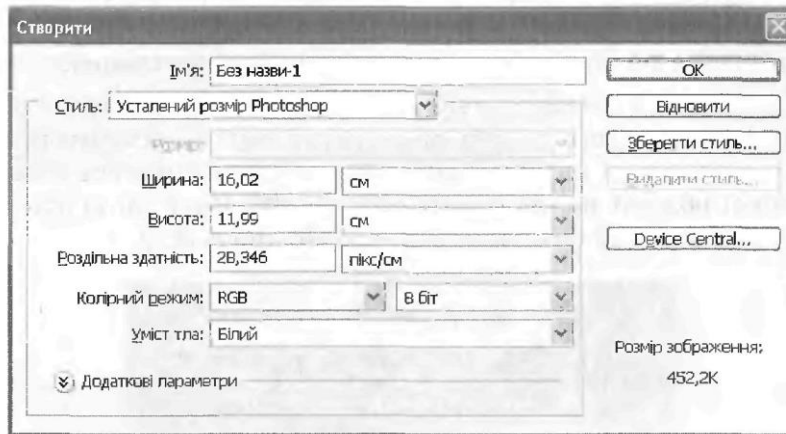 Створити
Ім'я: Без назви-1
OK
Стиль: Усталений розмір Photoshop
Відновити
Розмір:
Зберегти стиль...
Ширина: 16,02 см
Видалити стиль...
Висота: 11,99 см
Device Central...
Роздільна здатність: 28,346 пікс/см
Колірний режим: RGB 8 біт
Уміст тла: Білий
Розмір зображення:
452,2K
Додаткові параметри